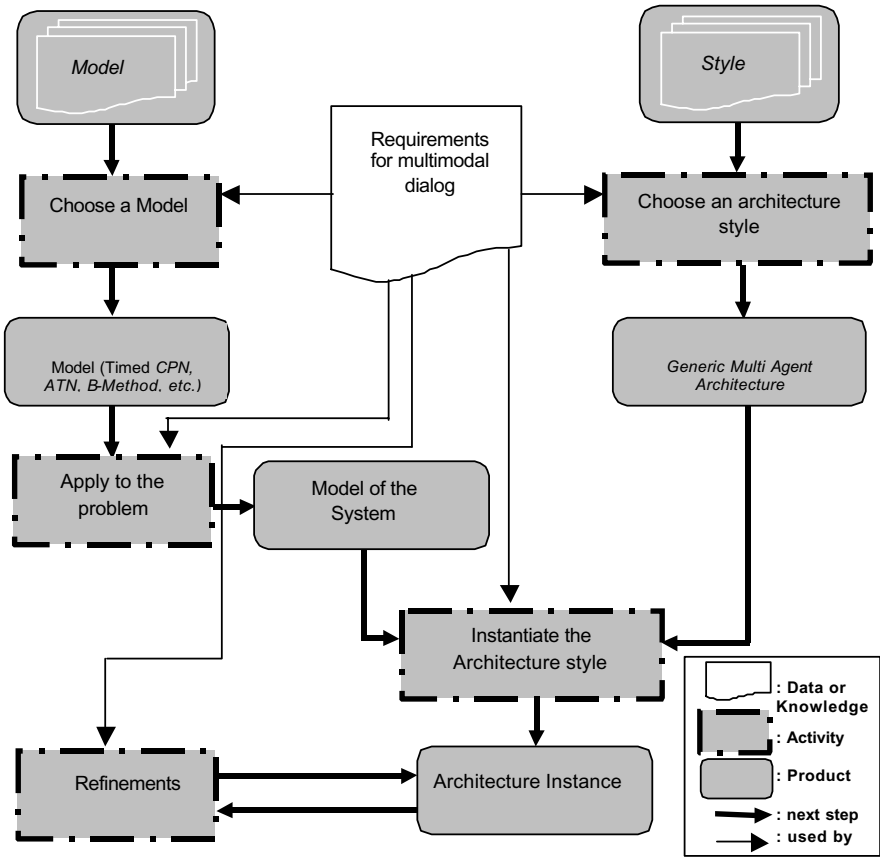 Model
Style
Requirements
for multimodal
dialog
Choose a Model
Choose an architecture
style
Model (Timed CPN,
ATN, B-Method, etc.)
Generic Multi Agent
Architecture
Apply to the
problem
Model of the
System
Instantiate the
Architecture style
Refinements
Architecture Instance
: Data or
Knowledge
: Activity
: Product
: next step
: used by